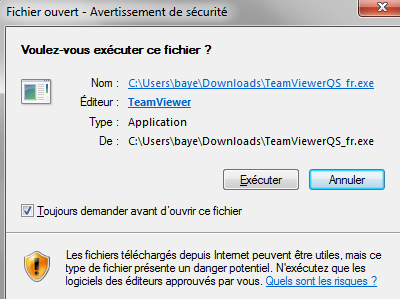 Fichier ouvert - Avertissement de sécurité
Voulez-vous exécuter ce fichier ?
Nom : C:\Users\baye\Downloads\TeamViewerQS_fr.exe
Éditeur : TeamViewer
Type : Application
De : C:\Users\baye\Downloads\TeamViewerQS_fr.exe
Exécuter Annuler
Toujours demander avant d'ouvrir ce fichier
Les fichiers téléchargés depuis Internet peuvent être utiles, mais ce
type de fichier présente un danger potentiel. N'exécutez que les
logiciels des éditeurs approuvés par vous. Quels sont les risques ?